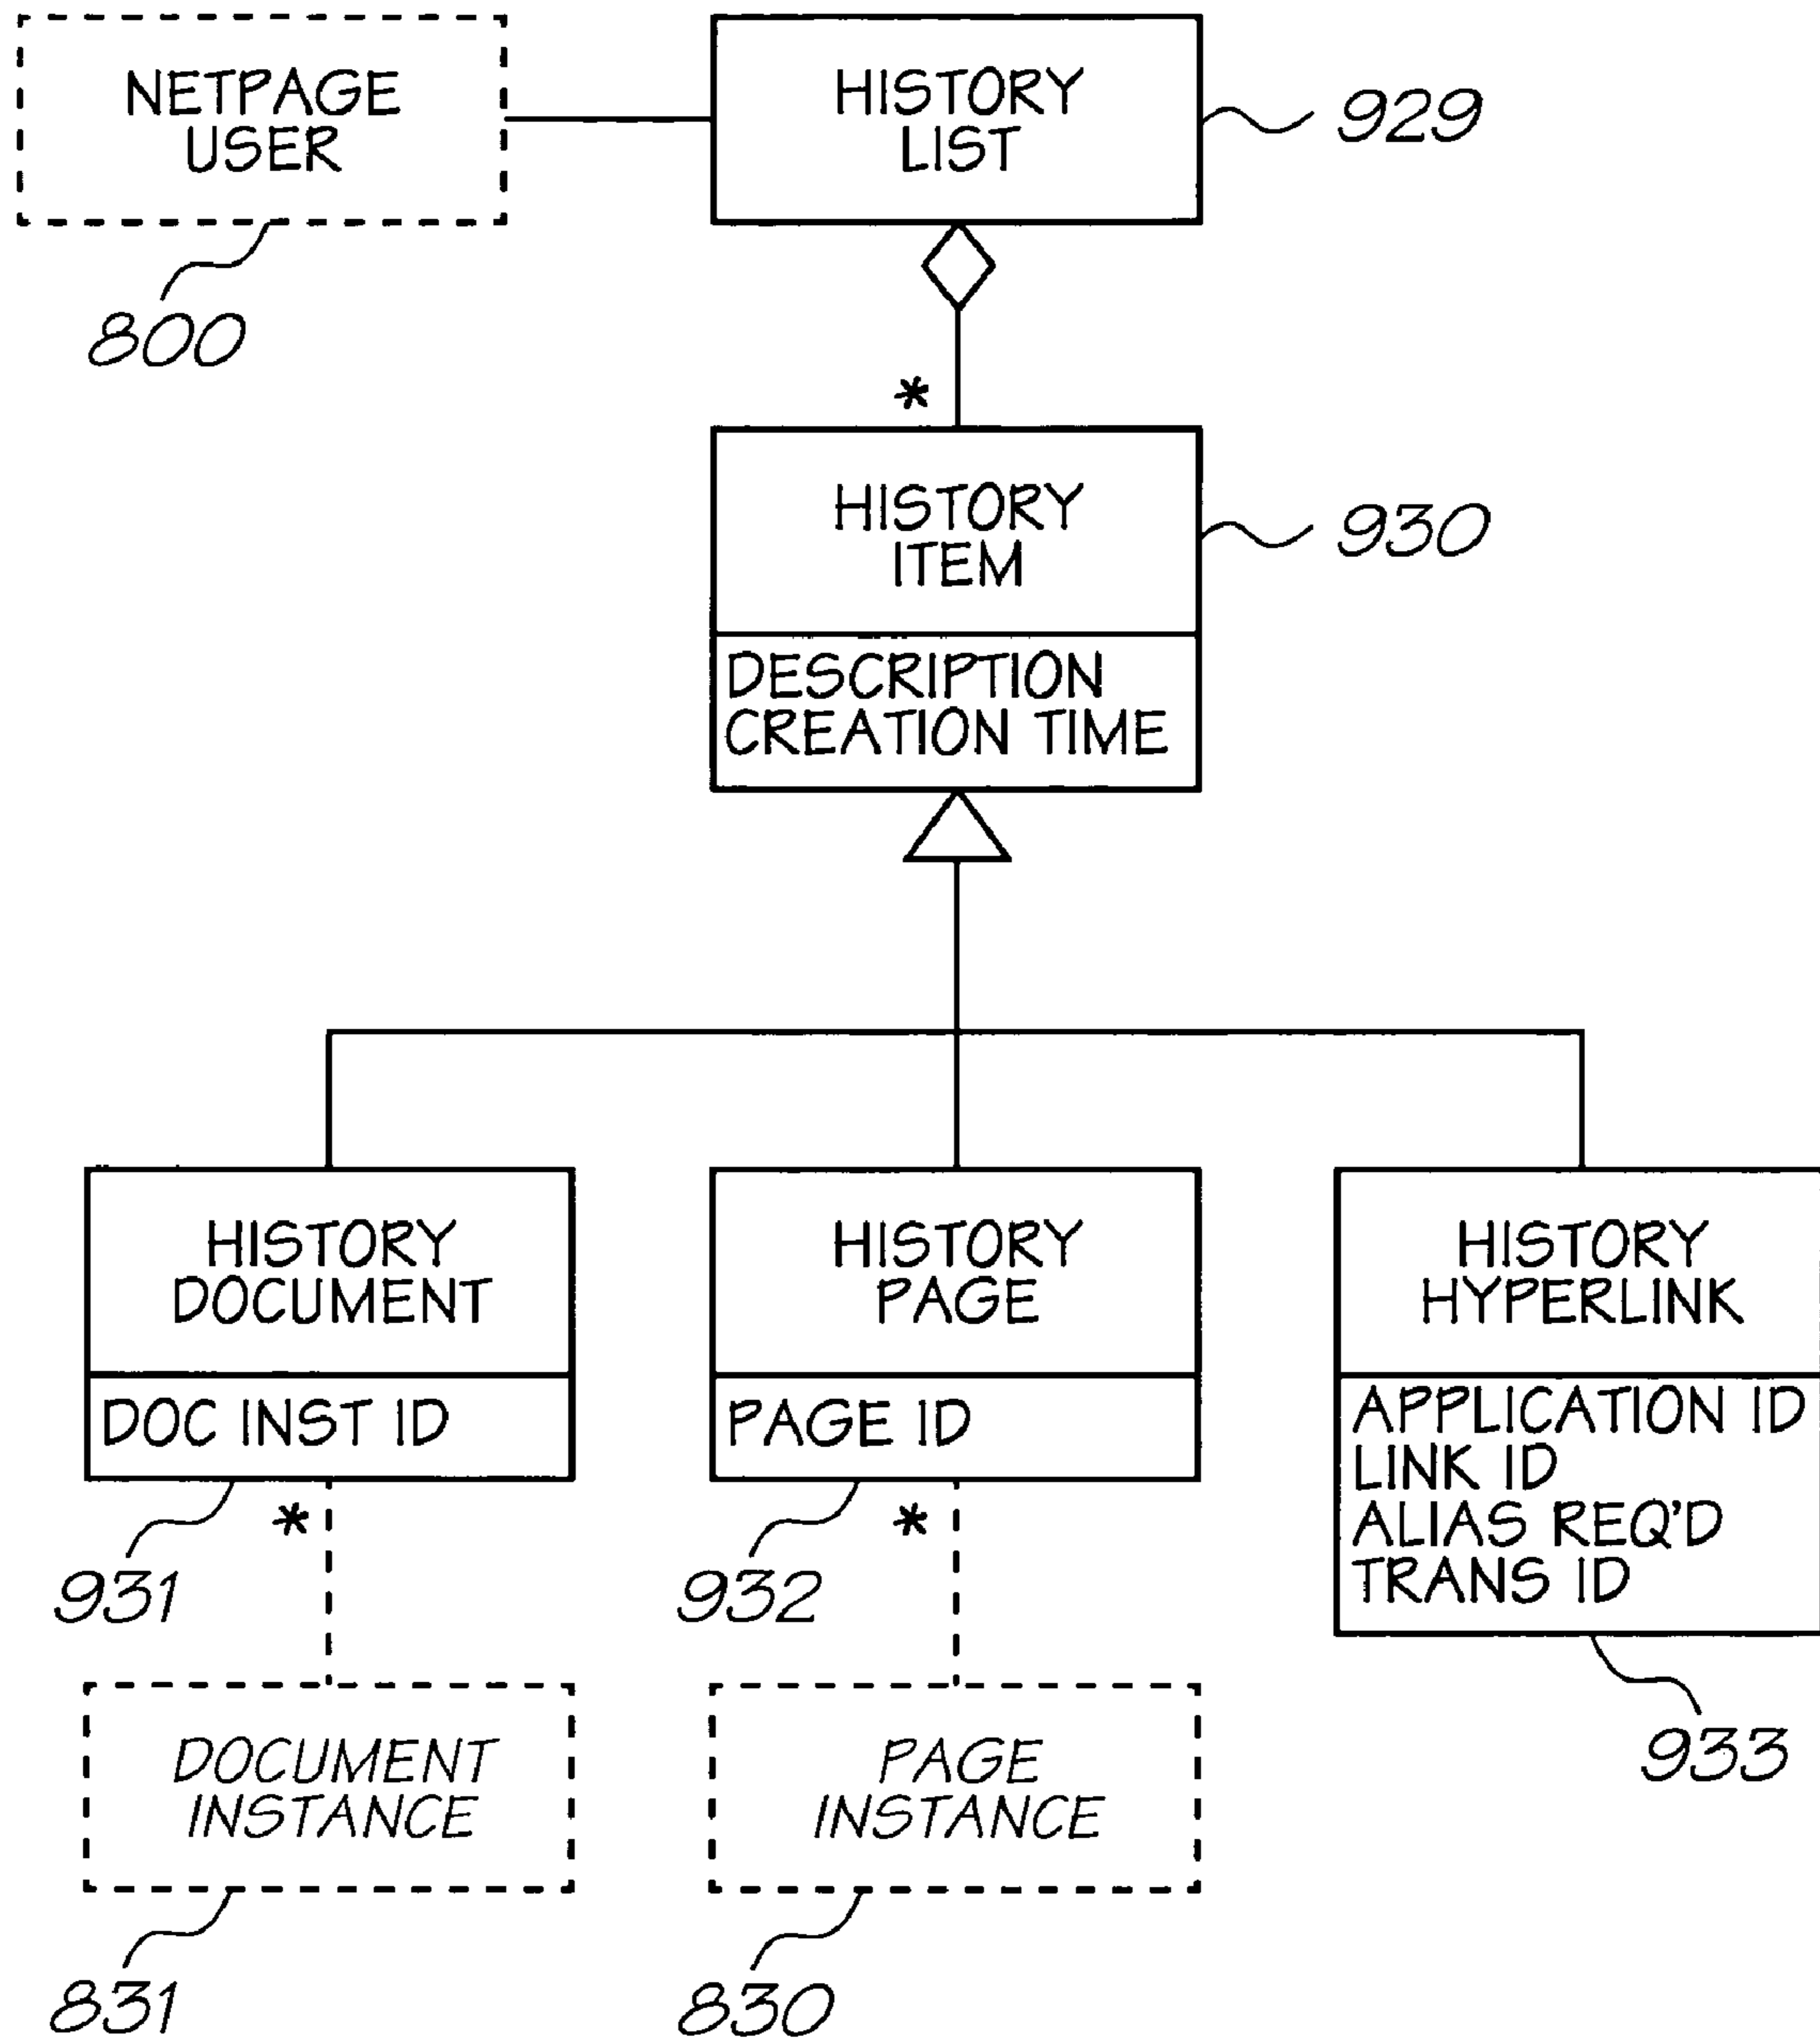 NETPAGE
USER
800
HISTORY
LIST
929
*
HISTORY
ITEM
930
DESCRIPTION
CREATION TIME
HISTORY
DOCUMENT
DOC INST ID
931
*
HISTORY
PAGE
PAGE ID
932
*
HISTORY
HYPERLINK
APPLICATION ID
LINK ID
ALIAS REQ'D
TRANS ID
933
DOCUMENT
INSTANCE
831
PAGE
INSTANCE
830